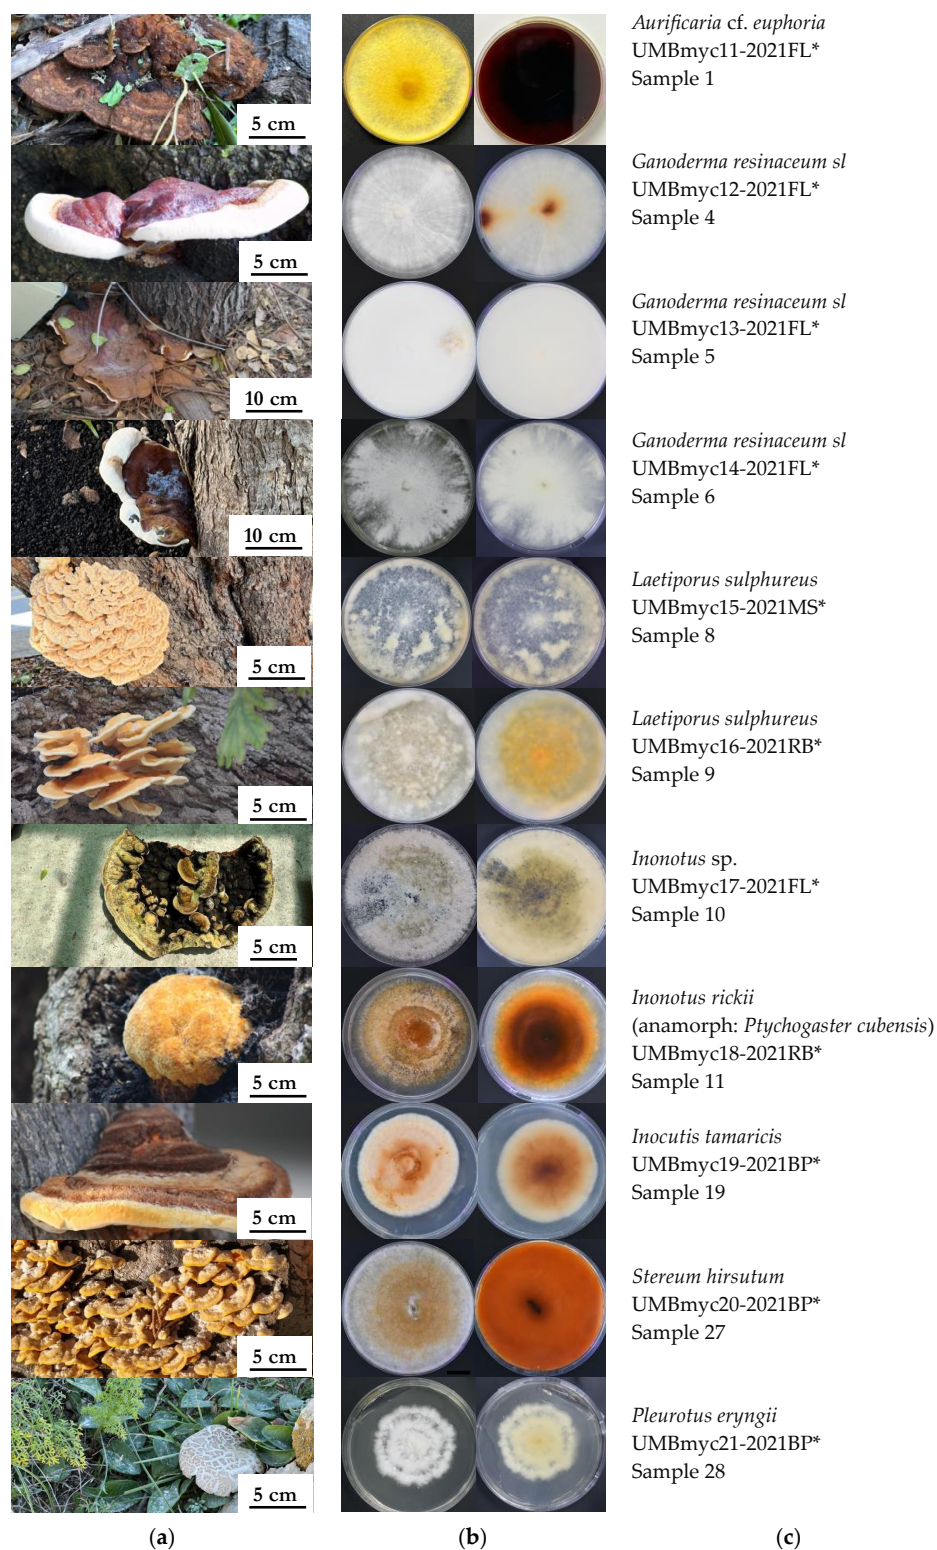 Aurificaria cf. euphoria
UMBmyc11-2021FL*
Sample 1
5 cm
Ganoderma resinaceum sl
UMBmyc12-2021FL*
Sample 4
5 cm
Ganoderma resinaceum sl
UMBmyc13-2021FL*
Sample 5
10 cm
Ganoderma resinaceum sl
UMBmyc14-2021FL*
Sample 6
10 cm
Laetiporus sulphureus
UMBmyc15-2021MS*
Sample 8
5 cm
Laetiporus sulphureus
UMBmyc16-2021RB*
Sample 9
5 cm
Inonotus sp.
UMBmyc17-2021FL*
Sample 10
5 cm
Inonotus rickii
(anamorph: Ptychogaster cubensis)
UMBmyc18-2021RB*
Sample 11
5 cm
Inocutis tamaricis
UMBmyc19-2021BP*
Sample 19
5 cm
Stereum hirsutum
UMBmyc20-2021BP*
Sample 27
5 cm
Pleurotus eryngii
UMBmyc21-2021BP*
Sample 28
5 cm
(a) (b) (c)